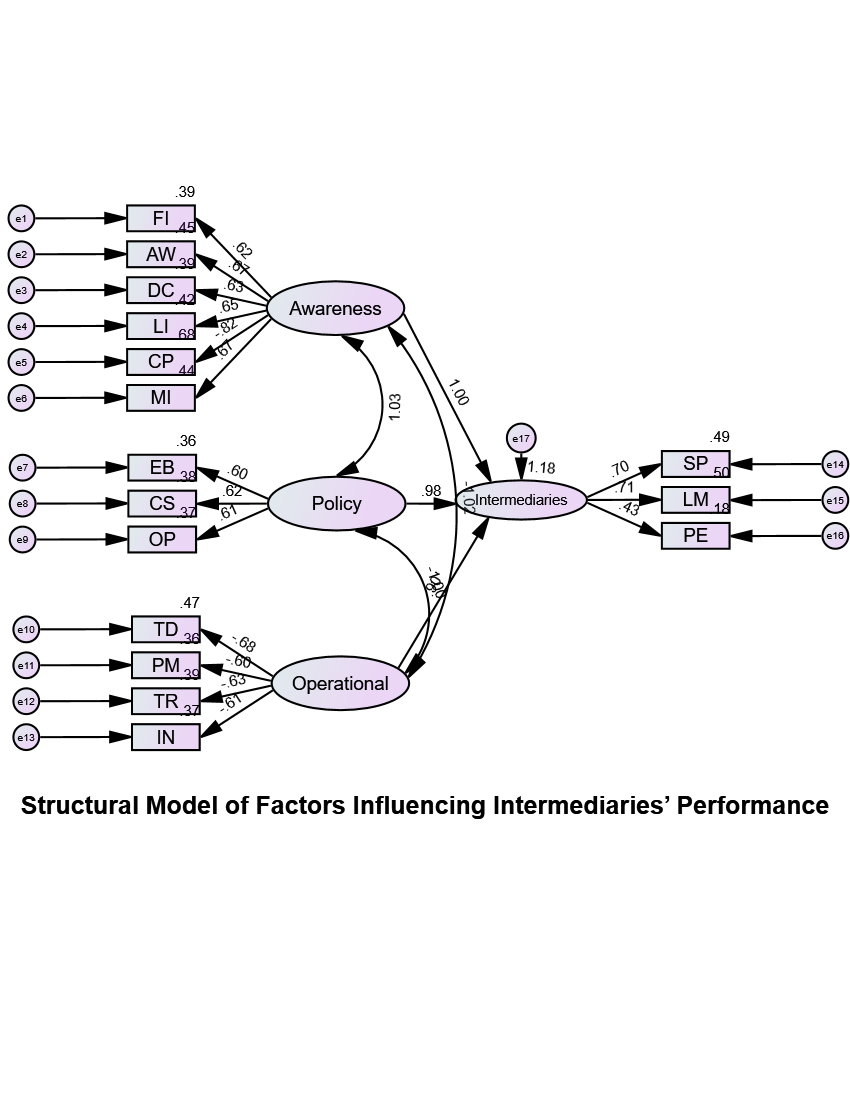 .39
e1
FI
.45
.62
e2
AW
.39
.67
e3
DC
.42
.63
e4
LI
.68
.65
e5
CP
.44
-.82
e6
MI
.67
Awareness
1.03
1.00
e17
1.18
.36
e7
EB
.38
.60
e8
CS
.37
.62
e9
OP
.61
Policy
.98
Intermediaries
.49
.70
SP
.50
e14
.71
LM
.18
e15
.43
PE
e16
.47
e10
TD
.36
-.68
e11
PM
.39
-.60
e12
TR
.37
-.63
e13
IN
-.61
Operational
Structural Model of Factors Influencing Intermediaries’ Performance